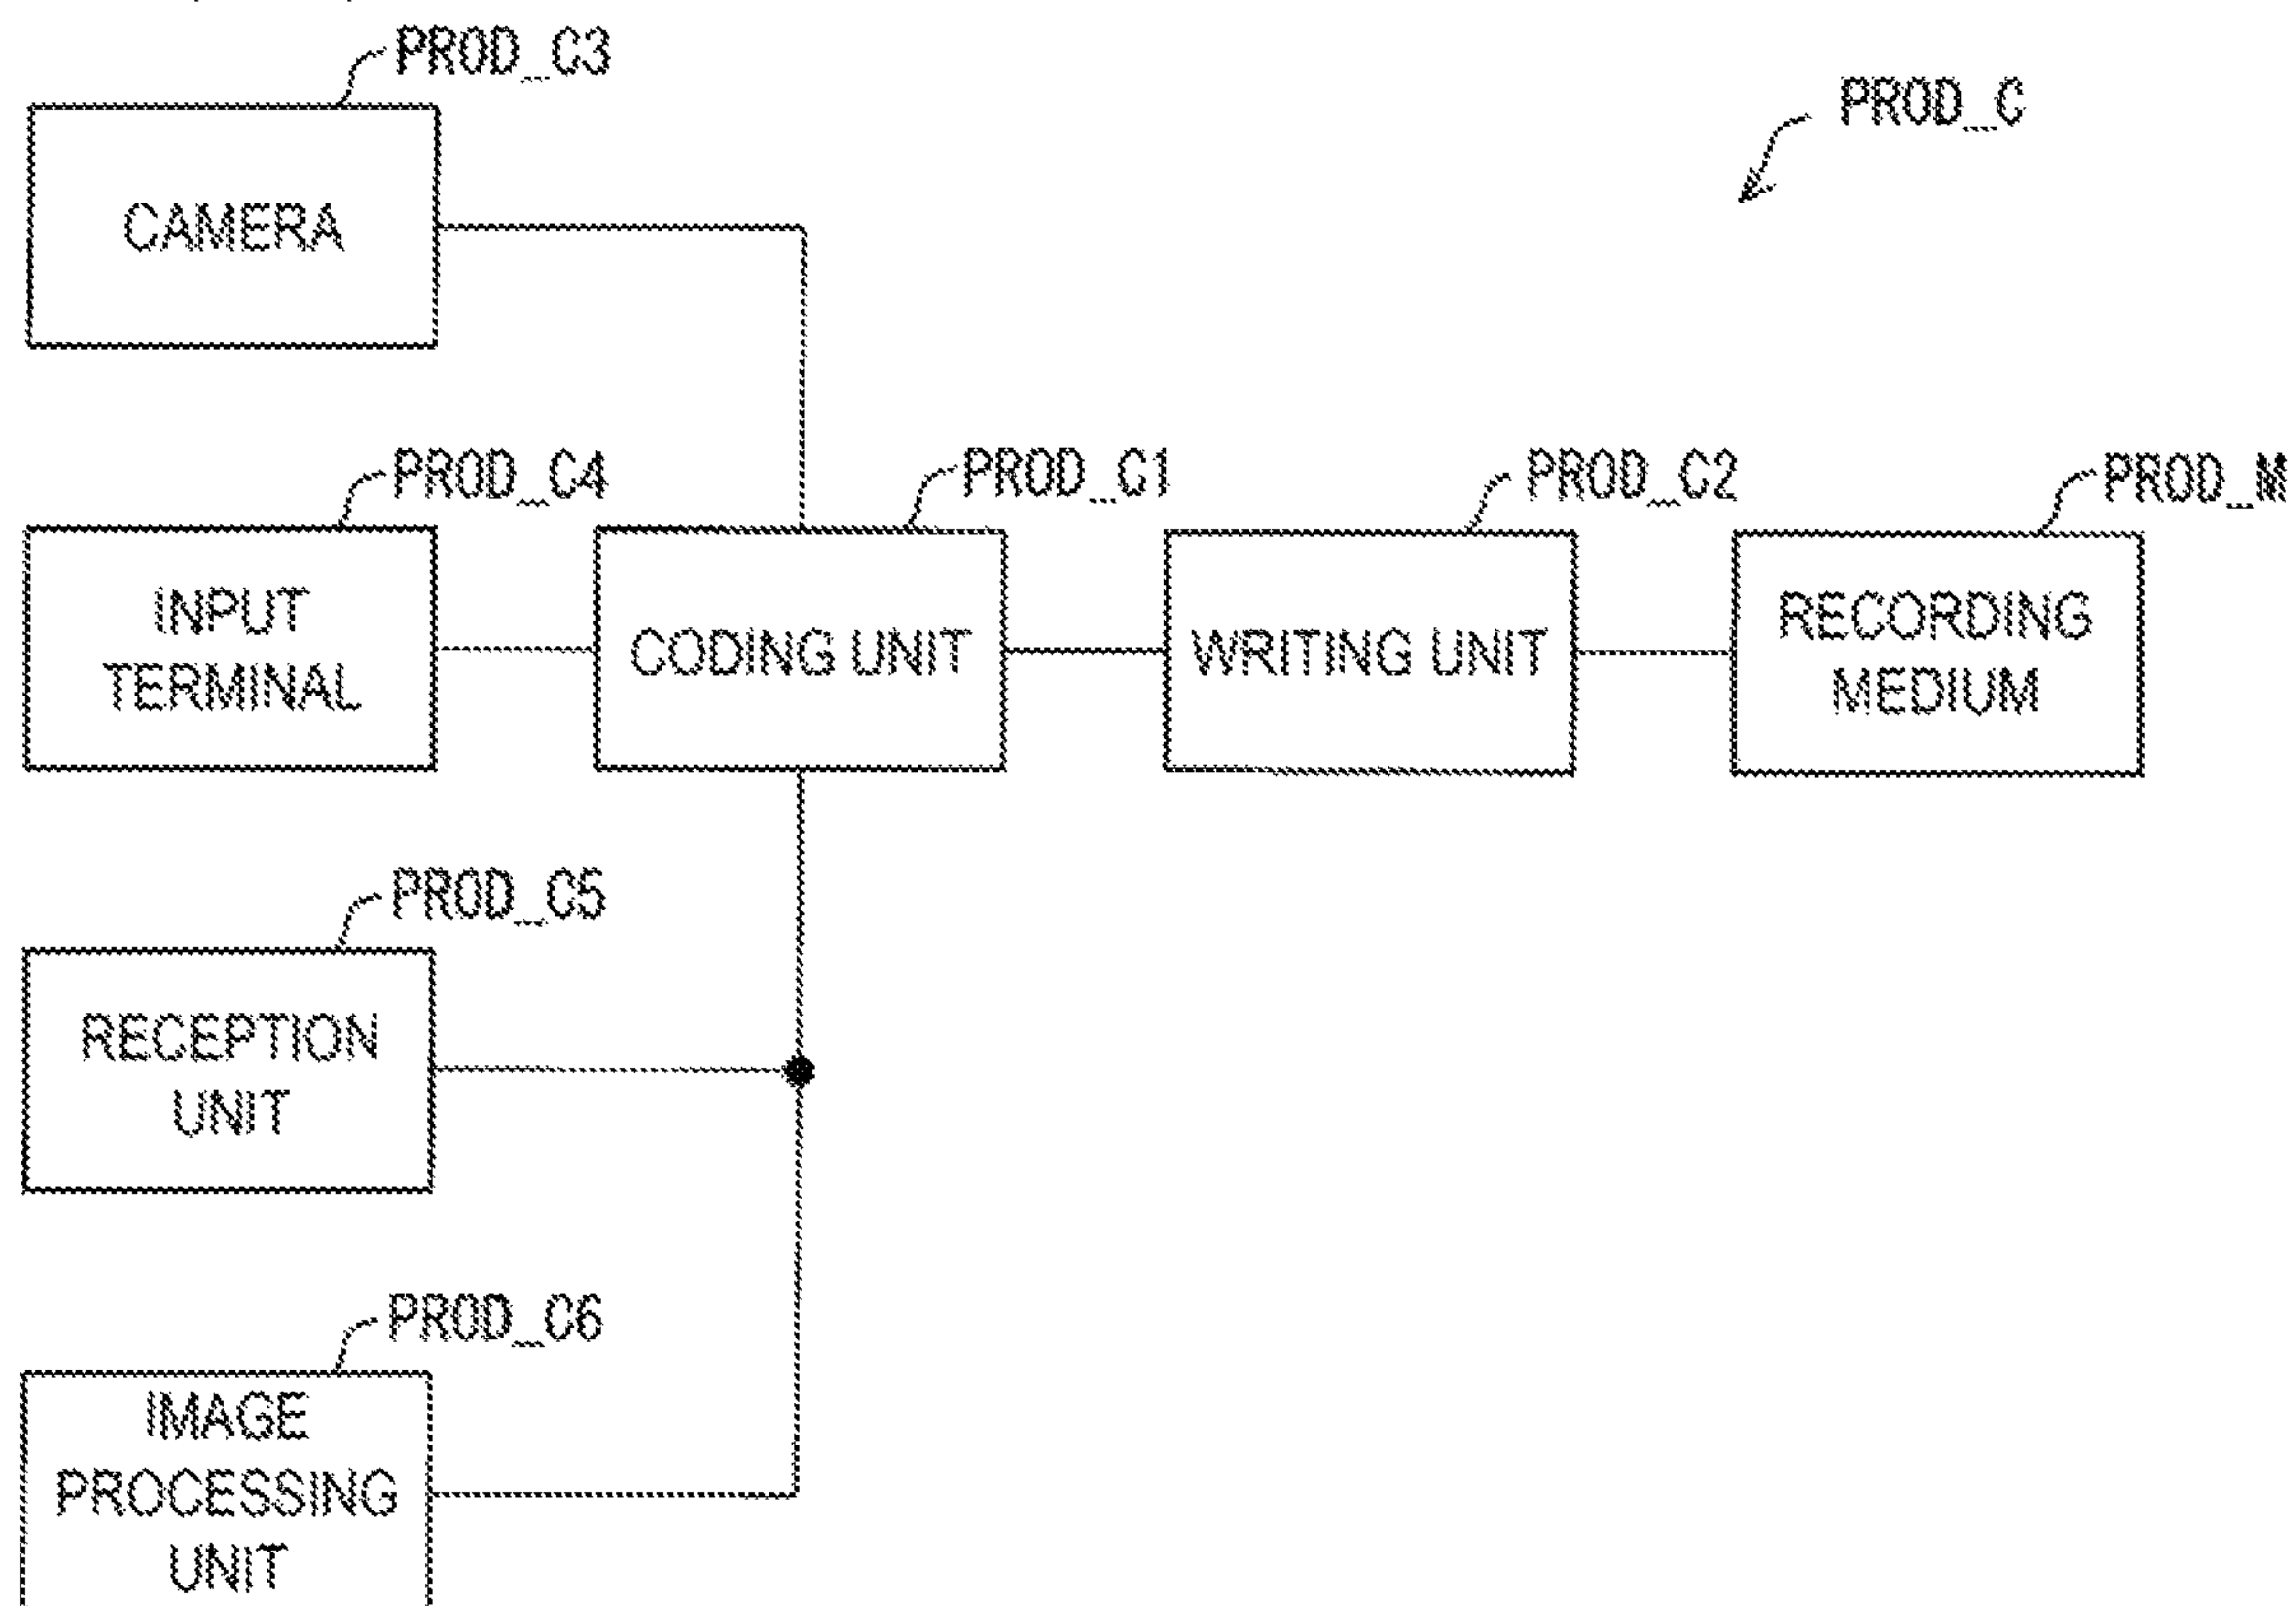 PROD_C3
PROD_C
CAMERA
PROD_C4
PROD_C1
PROD_C2
PROD_M
INPUT
TERMINAL
CODING UNIT
WRITING UNIT
RECORDING
MEDIUM
PROD_C5
RECEPTION
UNIT
PROD_C6
IMAGE
PROCESSING
UNIT